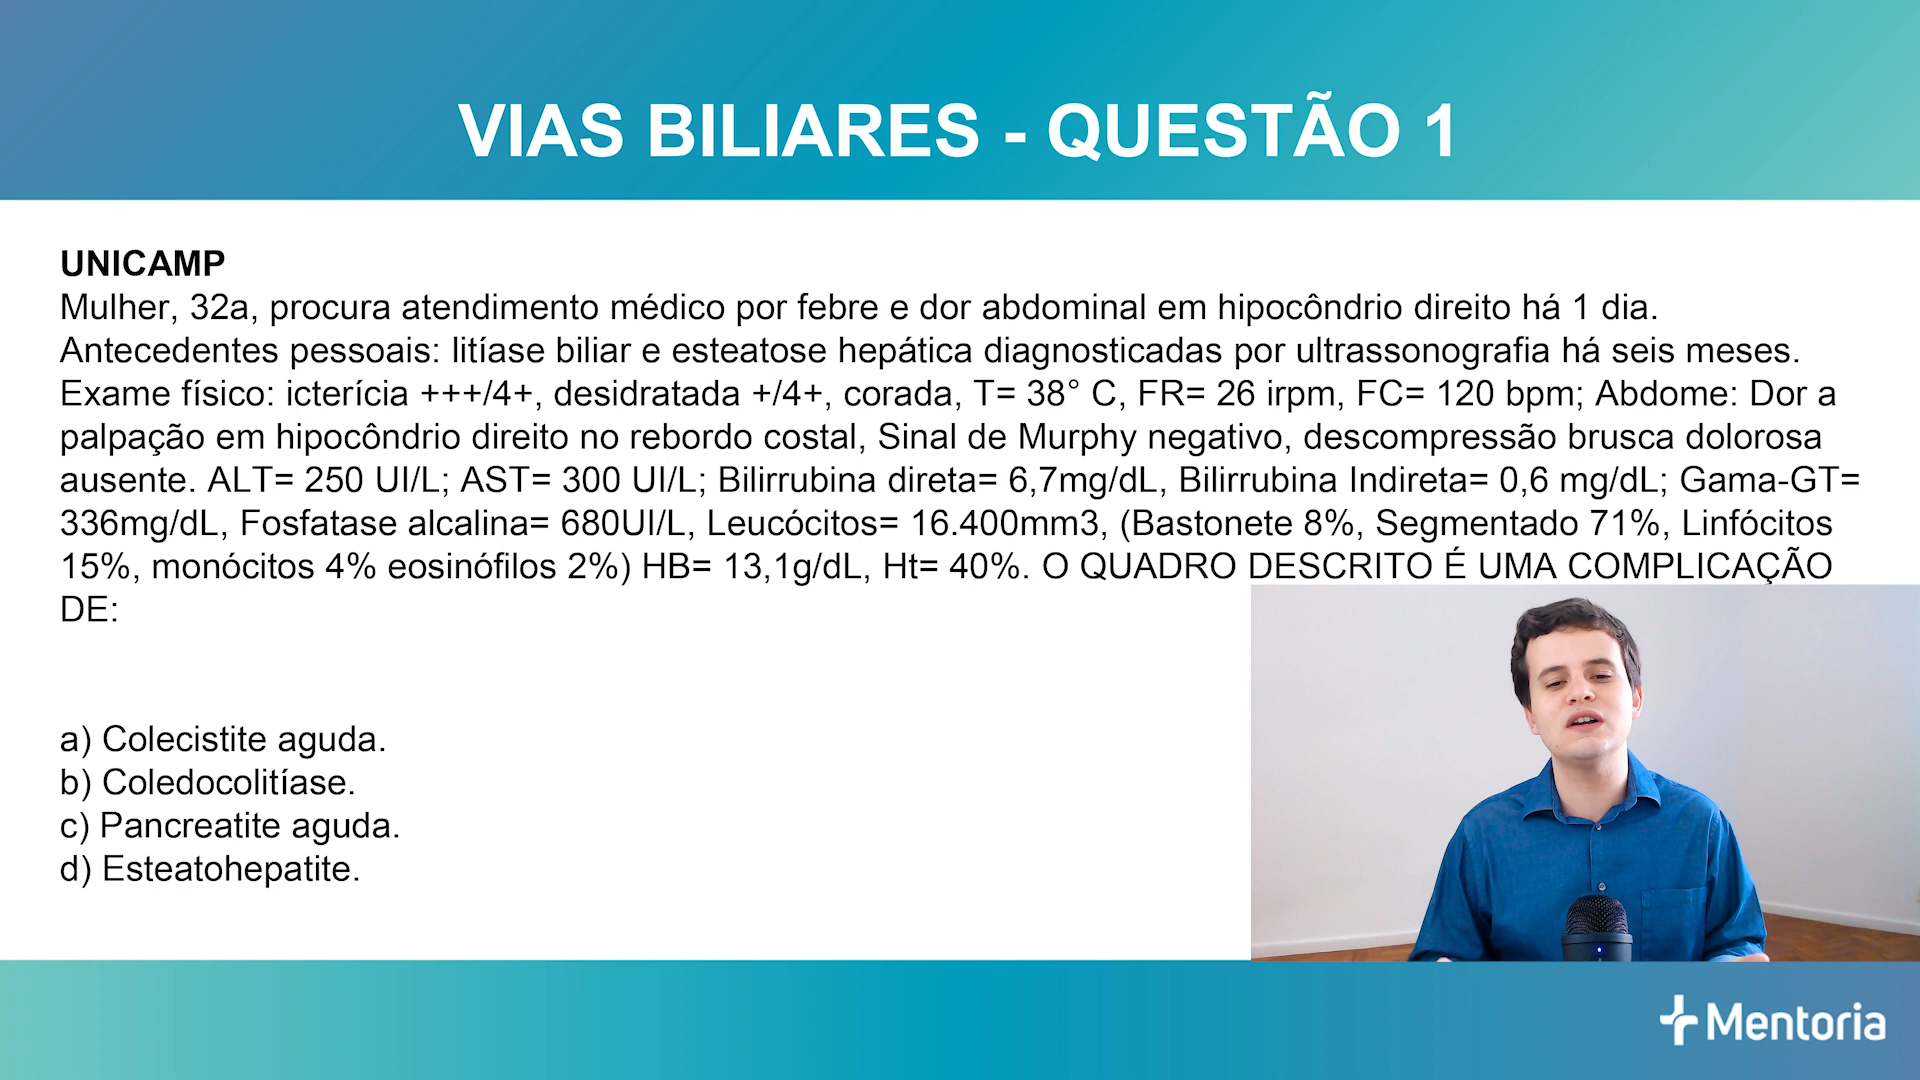 VIAS BILIARES - QUESTÃO 1
UNICAMP
Mulher, 32a, procura atendimento médico por febre e dor abdominal em hipocôndrio direito há 1 dia.
Antecedentes pessoais: litíase biliar e esteatose hepática diagnosticadas por ultrassonografia há seis meses.
Exame físico: icterícia +++/4+, desidratada +/4+, corada, T= 38° C, FR= 26 irpm, FC= 120 bpm; Abdome: Dor a
palpação em hipocôndrio direito no rebordo costal, Sinal de Murphy negativo, descompressão brusca dolorosa
ausente. ALT= 250 UI/L; AST= 300 UI/L; Bilirrubina direta= 6,7mg/dL, Bilirrubina Indireta= 0,6 mg/dL; Gama-GT=
336mg/dL, Fosfatase alcalina= 680UI/L, Leucócitos= 16.400mm3, (Bastonete 8%, Segmentado 71%, Linfócitos
15%, monócitos 4% eosinófilos 2%) HB= 13,1g/dL, Ht= 40%. O QUADRO DESCRITO É UMA COMPLICAÇÃO
DE:
a) Colecistite aguda.
b) Coledocolitíase.
c) Pancreatite aguda.
d) Esteatohepatite.
Mentoria